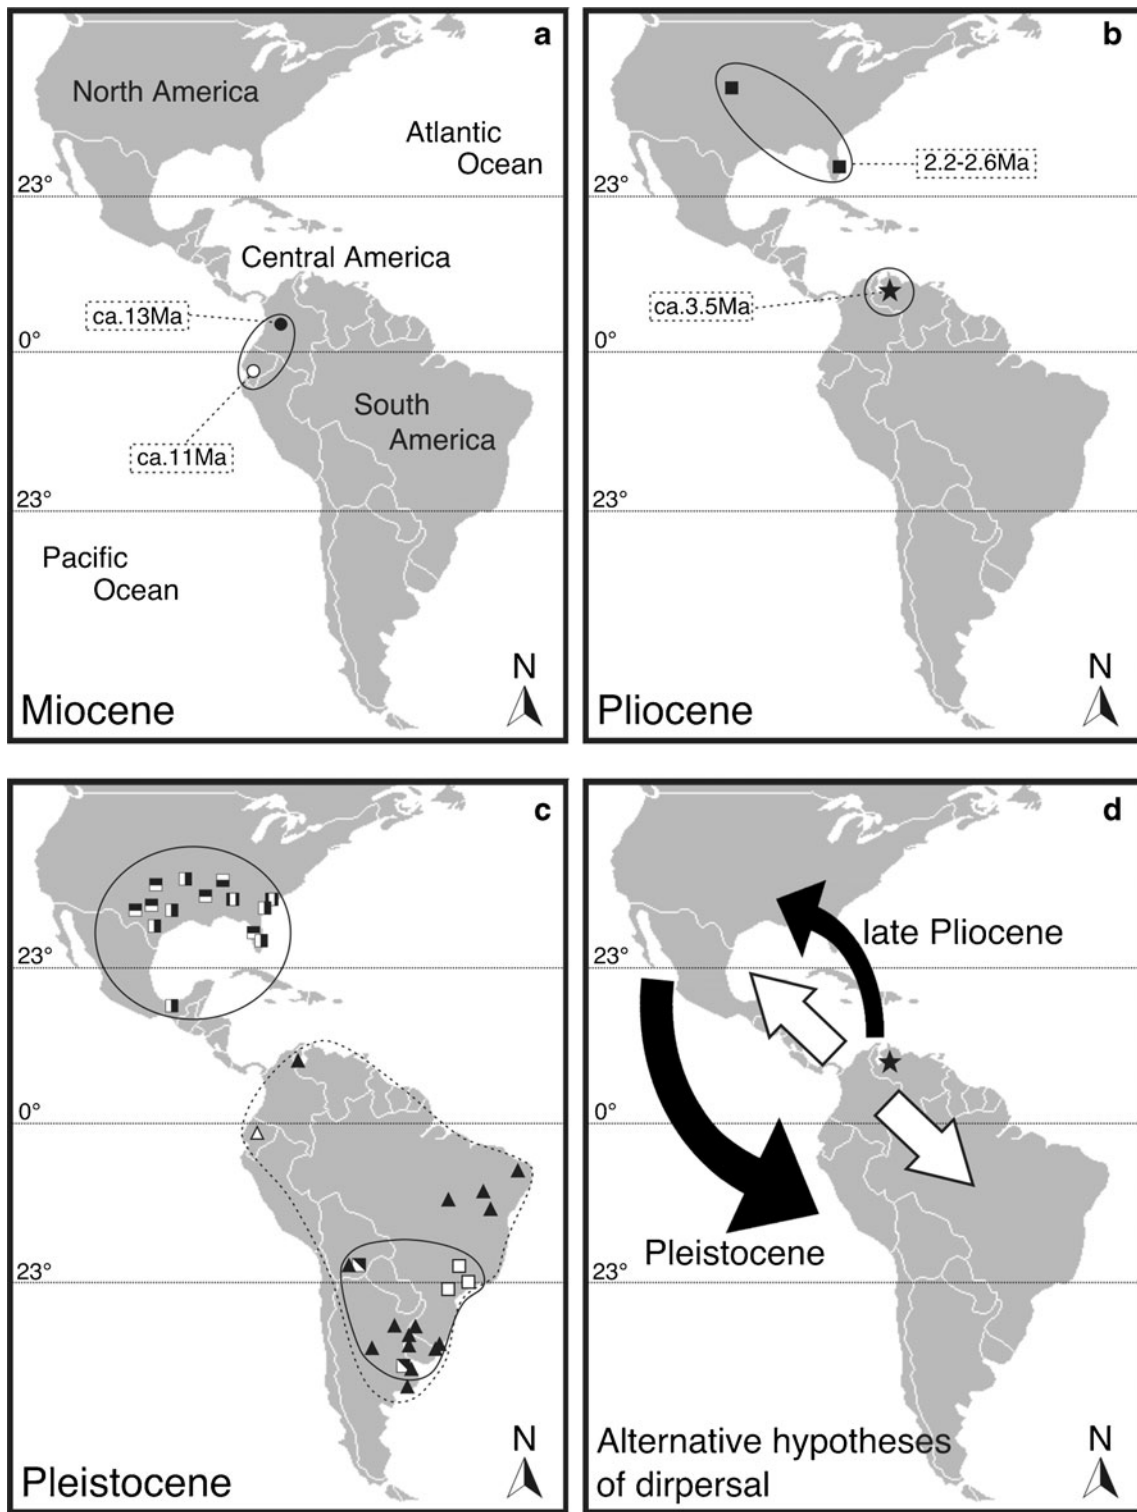 a
North America
Atlantic
Ocean
23°
Central America
ca.13Ma
0°
South
America
ca.11Ma
23°
Pacific
Ocean
N
Miocene
b
2.2-2.6Ma
23°
ca.3.5Ma
0°
23°
N
Pliocene
c
23°
0°
23°
N
Pleistocene
d
late Pliocene
23°
0°
Pleistocene
23°
Alternative hypotheses
of dirpersal
N